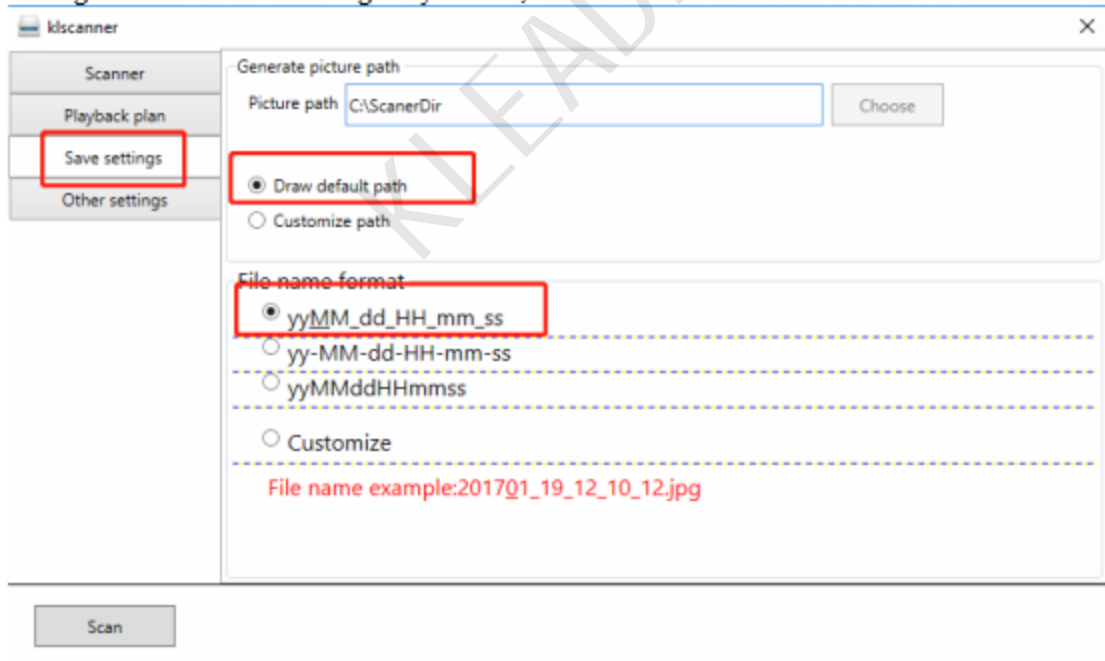 klscanner
Scanner
Playback plan
Save settings
Other settings
Generate picture path
Picture path C:\ScanerDir Choose
Draw default path
Customize path
File name format
yyMM_dd_HH_mm_ss
yy-MM-dd-HH-mm-ss
yyMMddHHmmss
Customize
File name example:201701_19_12_10_12.jpg
Scan